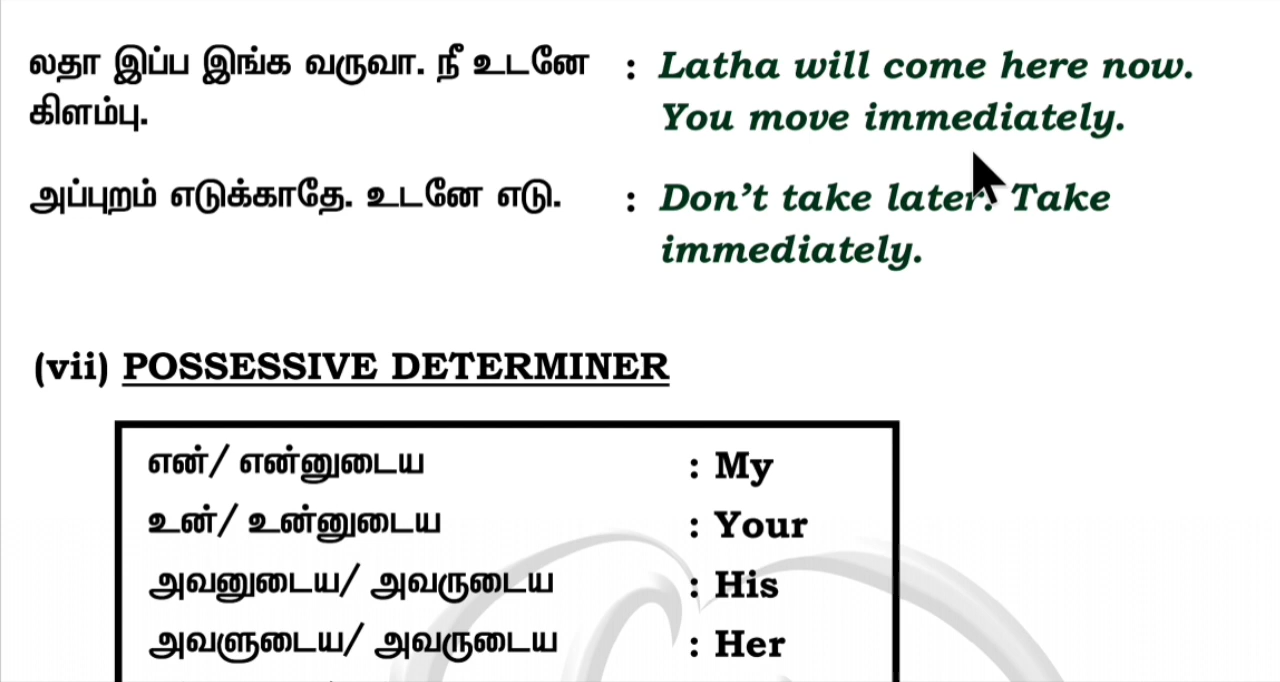 லதா இப்ப இங்க வருவா. நீ உடனே : Latha will come here now.
கிளம்பு. You move immediately.
அப்புறம் எடுக்காதே. உடனே எடு. : Don't take later. Take
immediately.
(vii) POSSESSIVE DETERMINER
என்/ என்னுடைய : My
உன்/ உன்னுடைய : Your
அவனுடைய/ அவருடைய : His
அவளுடைய/ அவருடைய : Her